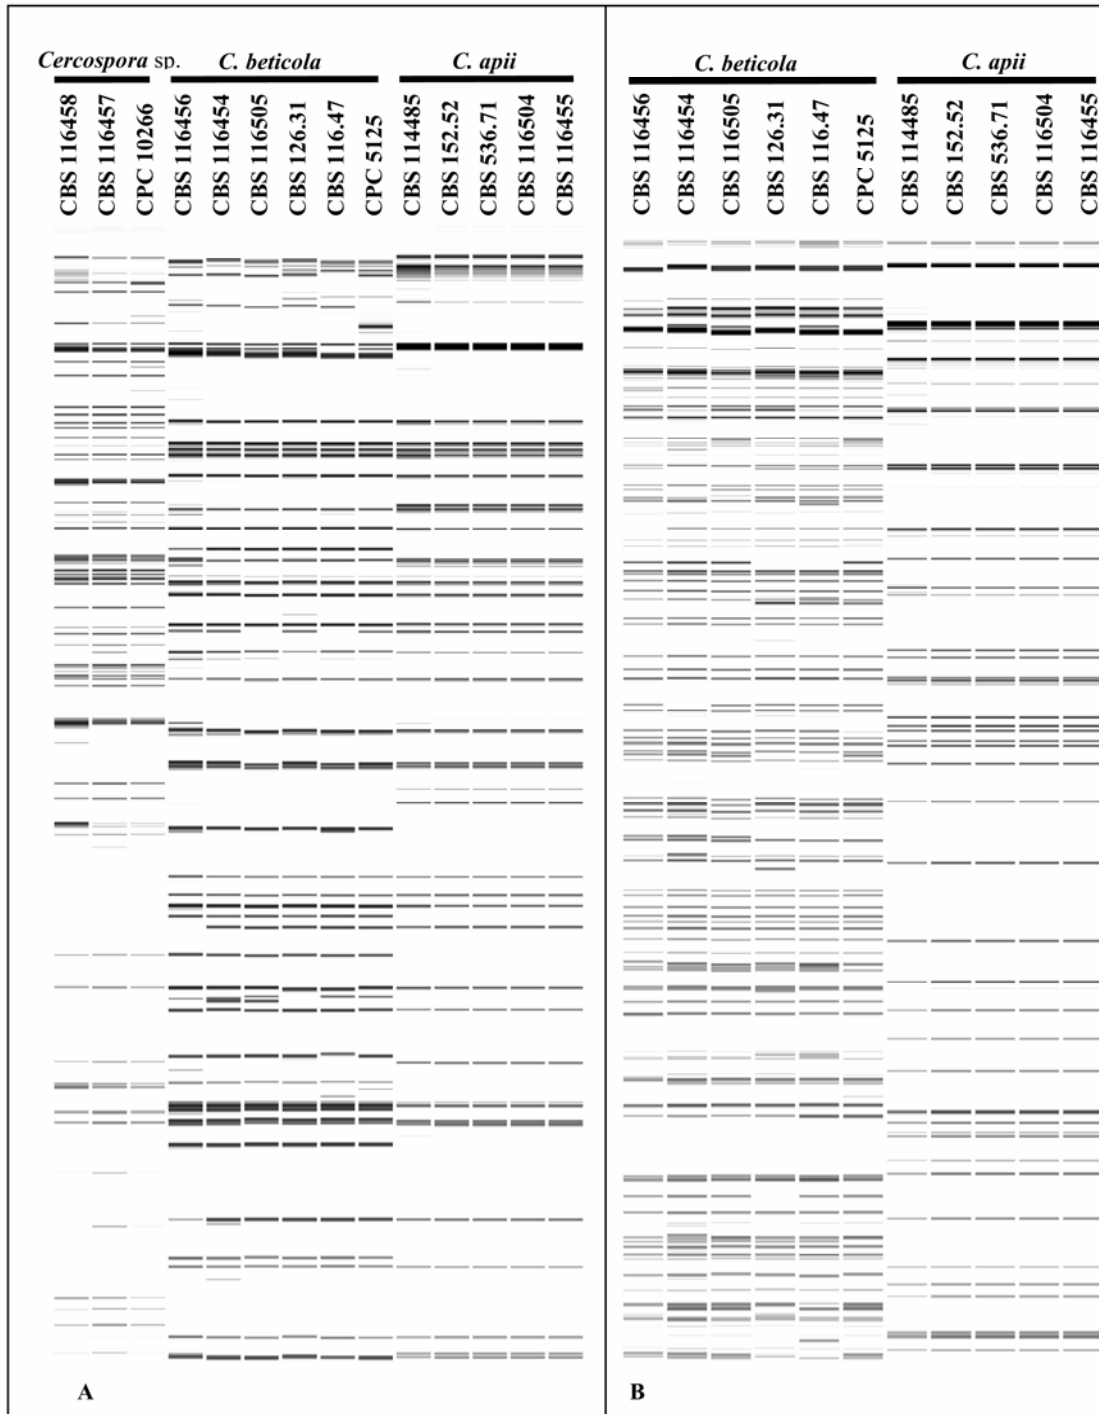 Cercospora sp. C. beticola C. apii
CBS 116458
CBS 116457
CPC 10266
CBS 116456
CBS 116454
CBS 116505
CBS 126.31
CBS 116.47
CPC 5125
CBS 114485
CBS 152.52
CBS 536.71
CBS 116504
CBS 116455
A
C. beticola C. apii
CBS 116456
CBS 116454
CBS 116505
CBS 126.31
CBS 116.47
CPC 5125
CBS 114485
CBS 152.52
CBS 536.71
CBS 116504
CBS 116455
B